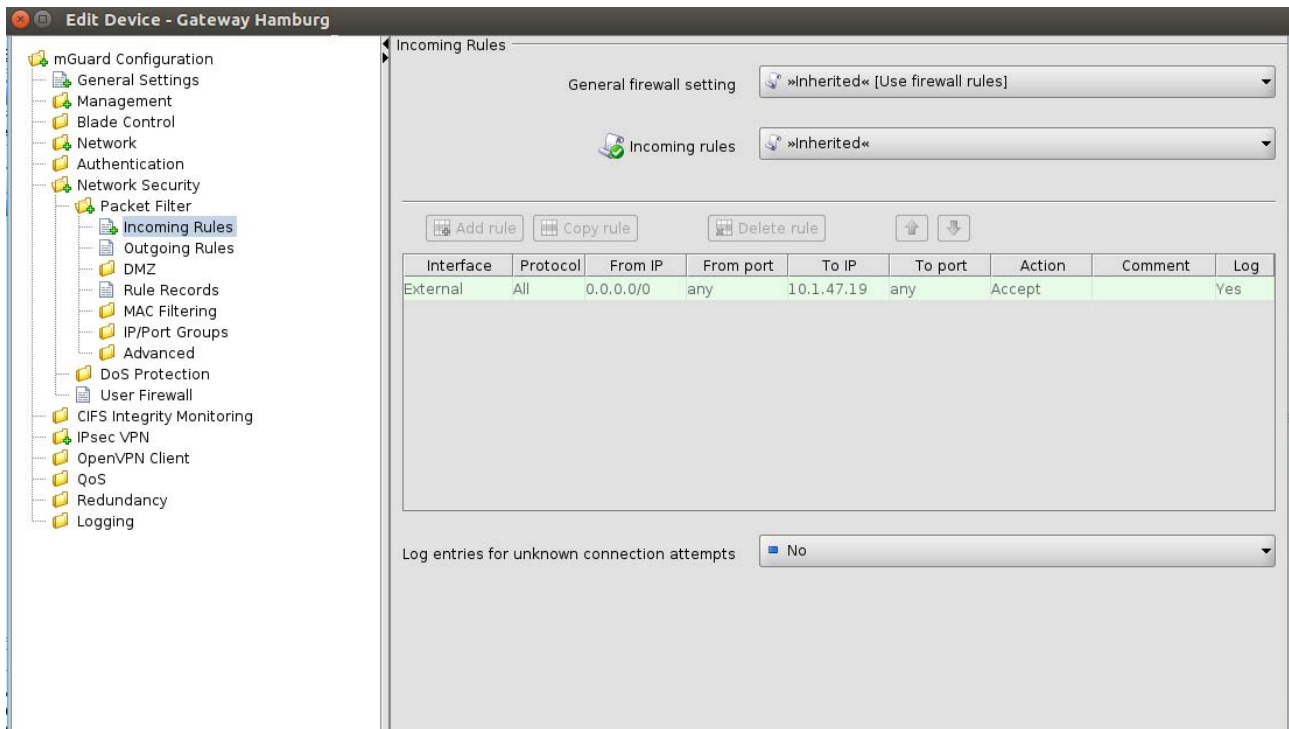 Edit Device - Gateway Hamburg
mGuard Configuration
General Settings
Management
Blade Control
Network
Authentication
Network Security
Packet Filter
Incoming Rules
Outgoing Rules
DMZ
Rule Records
MAC Filtering
IP/Port Groups
Advanced
DoS Protection
User Firewall
CIFS Integrity Monitoring
IPsec VPN
OpenVPN Client
QoS
Redundancy
Logging
Incoming Rules
General firewall setting »Inherited« [Use firewall rules]
Incoming rules »Inherited«
Add rule Copy rule Delete rule
Interface Protocol From IP From port To IP To port Action Comment Log
External All 0.0.0.0/0 any 10.1.47.19 any Accept Yes
Log entries for unknown connection attempts No